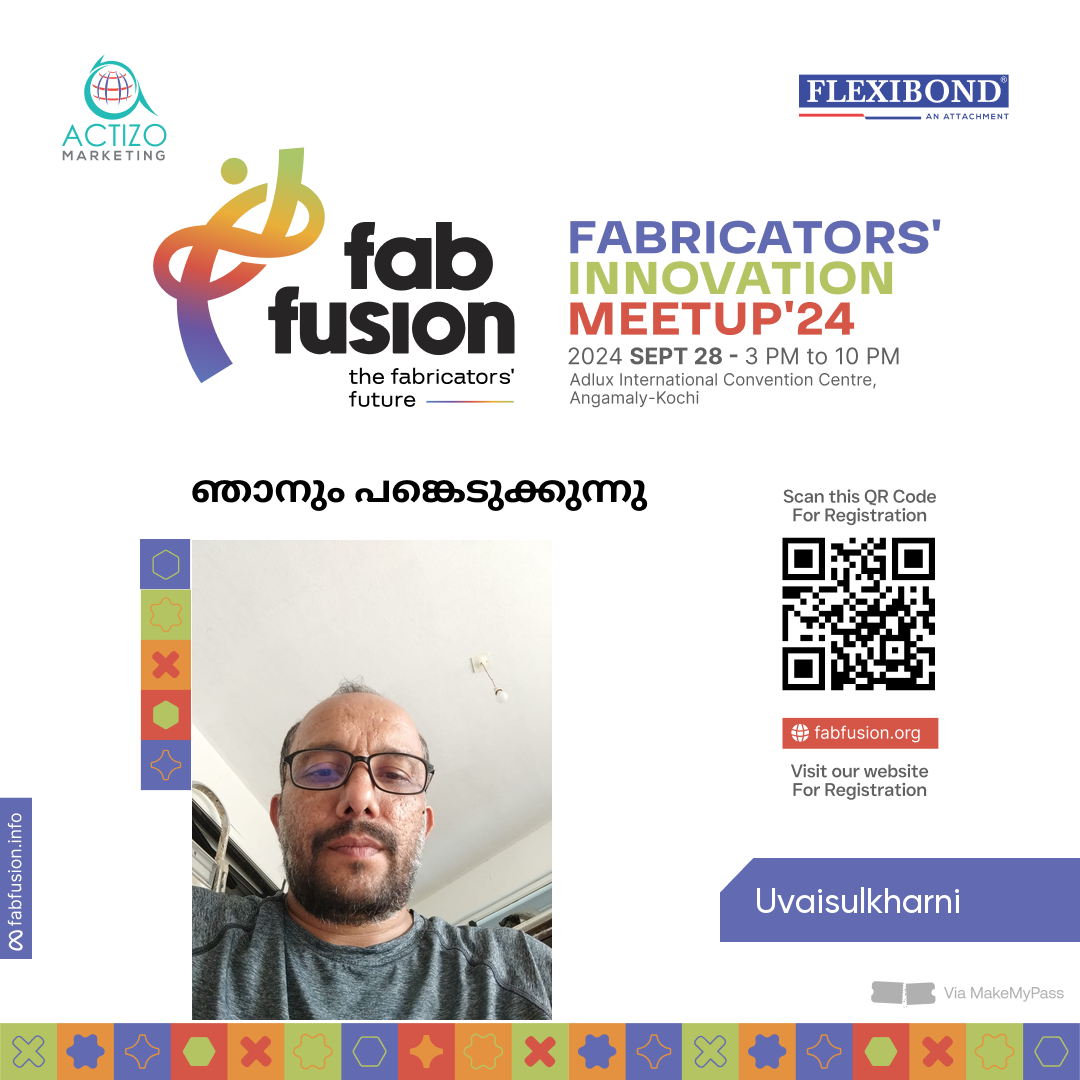 ACTIZO
MARKETING
FLEXIBOND®
AN ATTACHMENT
fab
fusion
the fabricators'
future
FABRICATORS'
INNOVATION
MEETUP'24
2024 SEPT 28 - 3 PM to 10 PM
Adlux International Convention Centre,
Angamaly-Kochi
ഞാനും പങ്കെടുക്കുന്നു
Scan this QR Code
For Registration
fabfusion.org
Visit our website
For Registration
fabfusion.info
Uvaisulkharni
Via MakeMyPass